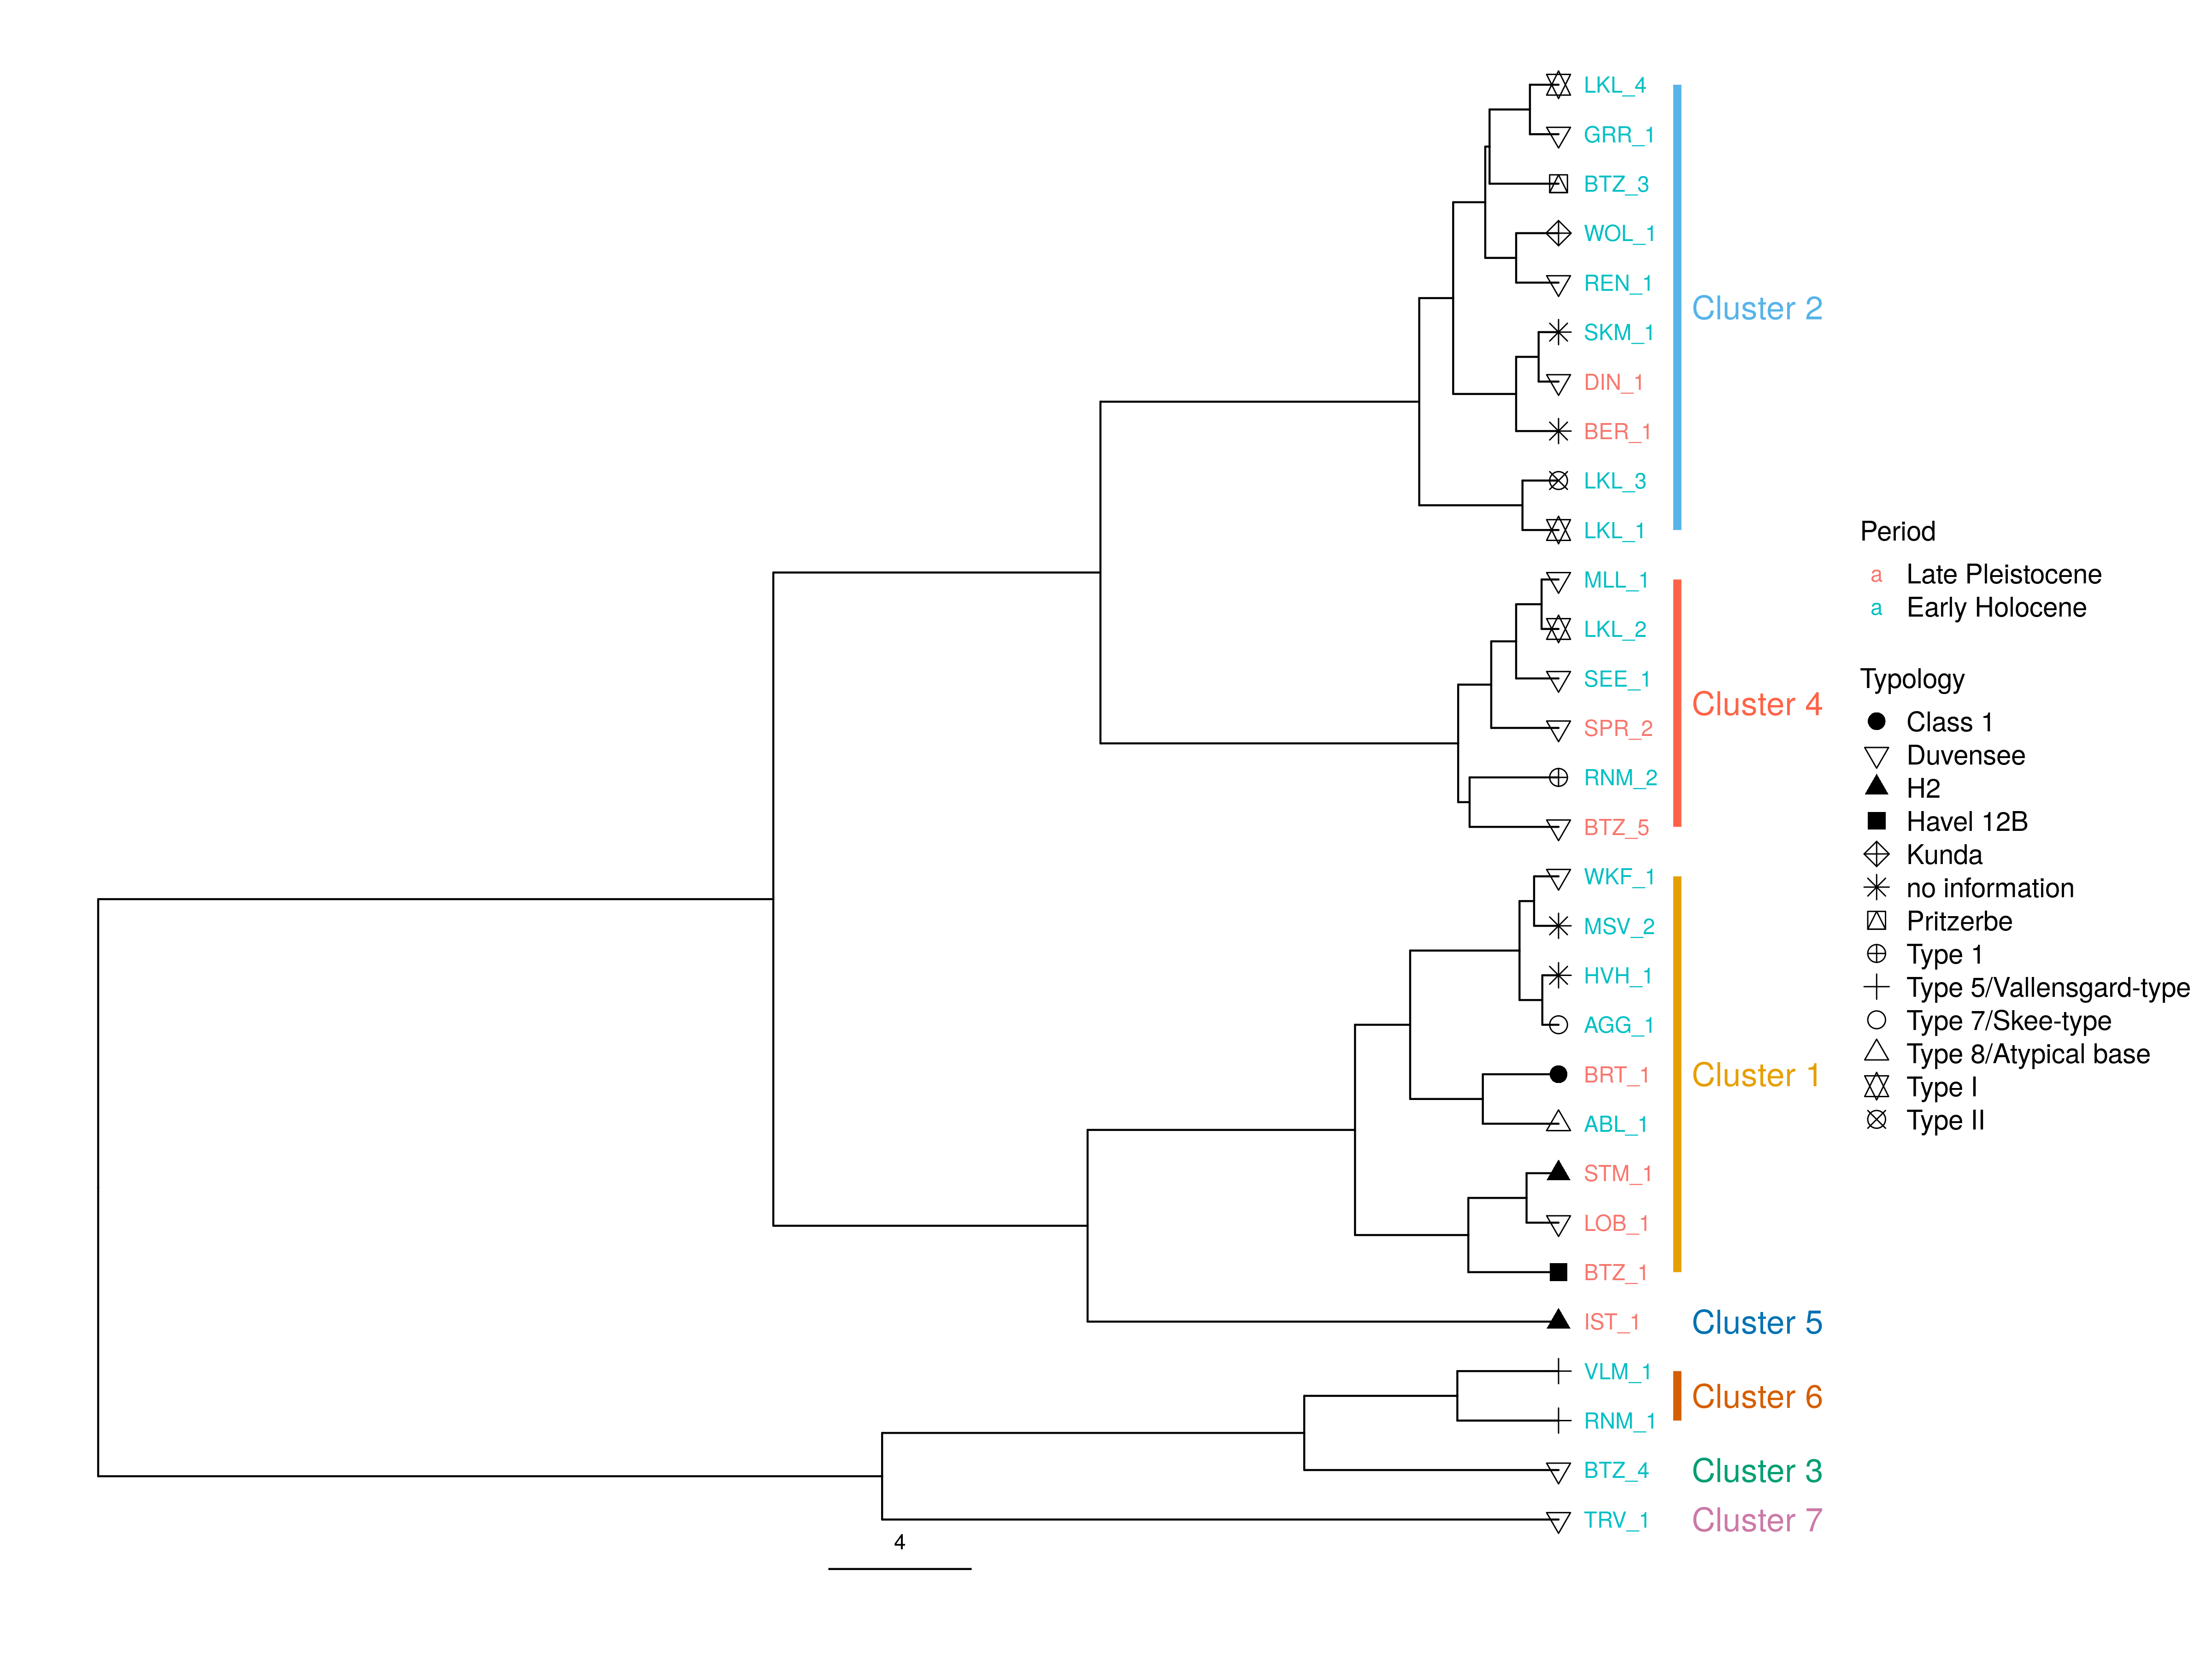 LKL_4
GRR_1
BTZ_3
WOL_1
REN_1
SKM_1
DIN_1
BER_1
LKL_3
LKL_1
Cluster 2
MLL_1
LKL_2
SEE_1
SPR_2
RNM_2
BTZ_5
Cluster 4
WKF_1
MSV_2
HVH_1
AGG_1
BRT_1
ABL_1
STM_1
LOB_1
BTZ_1
Cluster 1
IST_1
Cluster 5
VLM_1
RNM_1
Cluster 6
BTZ_4
Cluster 3
TRV_1
Cluster 7
4
Period
a Late Pleistocene
a Early Holocene
Typology
Class 1
Duvensee
H2
Havel 12B
Kunda
no information
Pritzerbe
Type 1
Type 5/Vallensgard-type
Type 7/Skee-type
Type 8/Atypical base
Type I
Type II